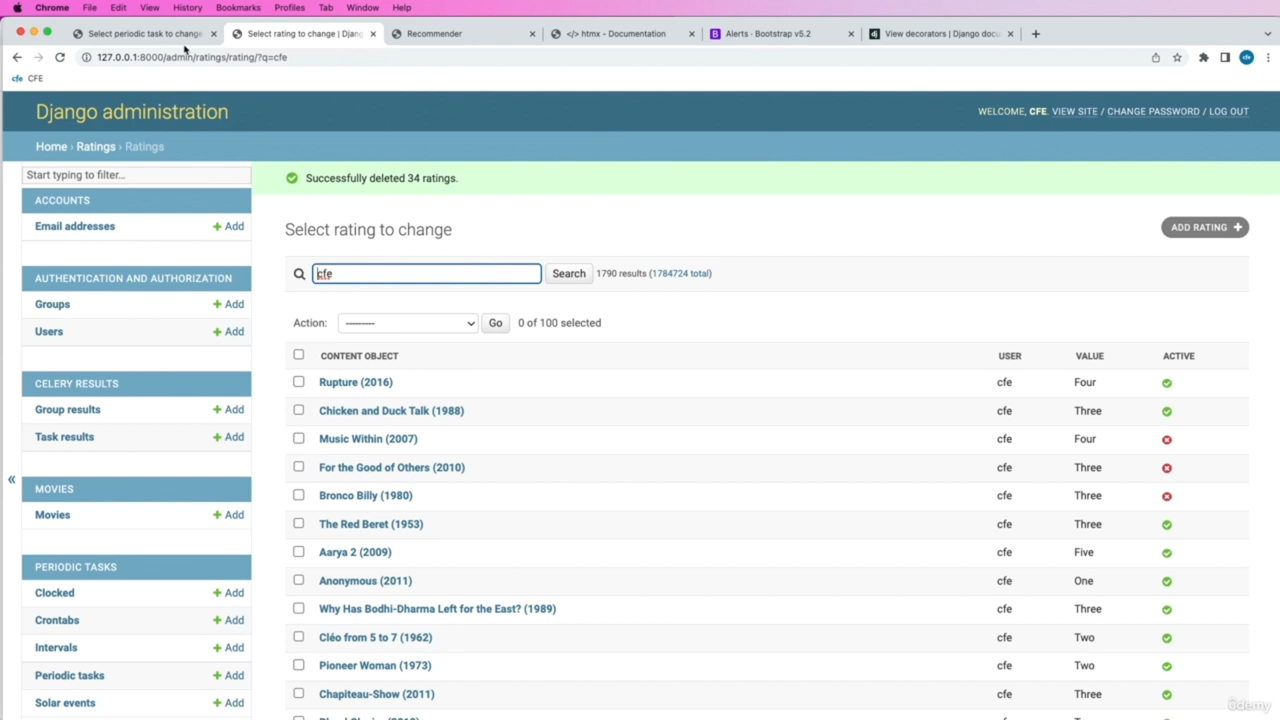 Chrome File Edit View History Bookmarks Profiles Tab Window Help
Select periodic task to change Select rating to change | Djang Recommender </> htmx - Documentation Alerts · Bootstrap v5.2 View decorators | Django docu
127.0.0.1:8000/admin/ratings/rating/?q=cfe
cfe CFE
Django administration
WELCOME, CFE. VIEW SITE / CHANGE PASSWORD / LOG OUT
Home › Ratings › Ratings
Start typing to filter...
ACCOUNTS
Email addresses + Add
AUTHENTICATION AND AUTHORIZATION
Groups + Add
Users + Add
CELERY RESULTS
Group results + Add
Task results + Add
MOVIES
Movies + Add
PERIODIC TASKS
Clocked + Add
Crontabs + Add
Intervals + Add
Periodic tasks + Add
Solar events + Add
«
Successfully deleted 34 ratings.
Select rating to change
ADD RATING +
cfe Search 1790 results (1784724 total)
Action: --------- Go 0 of 100 selected
CONTENT OBJECT USER VALUE ACTIVE
Rupture (2016) cfe Four
Chicken and Duck Talk (1988) cfe Three
Music Within (2007) cfe Four
For the Good of Others (2010) cfe Three
Bronco Billy (1980) cfe Three
The Red Beret (1953) cfe Three
Aarya 2 (2009) cfe Five
Anonymous (2011) cfe One
Why Has Bodhi-Dharma Left for the East? (1989) cfe Three
Cléo from 5 to 7 (1962) cfe Two
Pioneer Woman (1973) cfe Two
Chapiteau-Show (2011) cfe Three
ûdemy